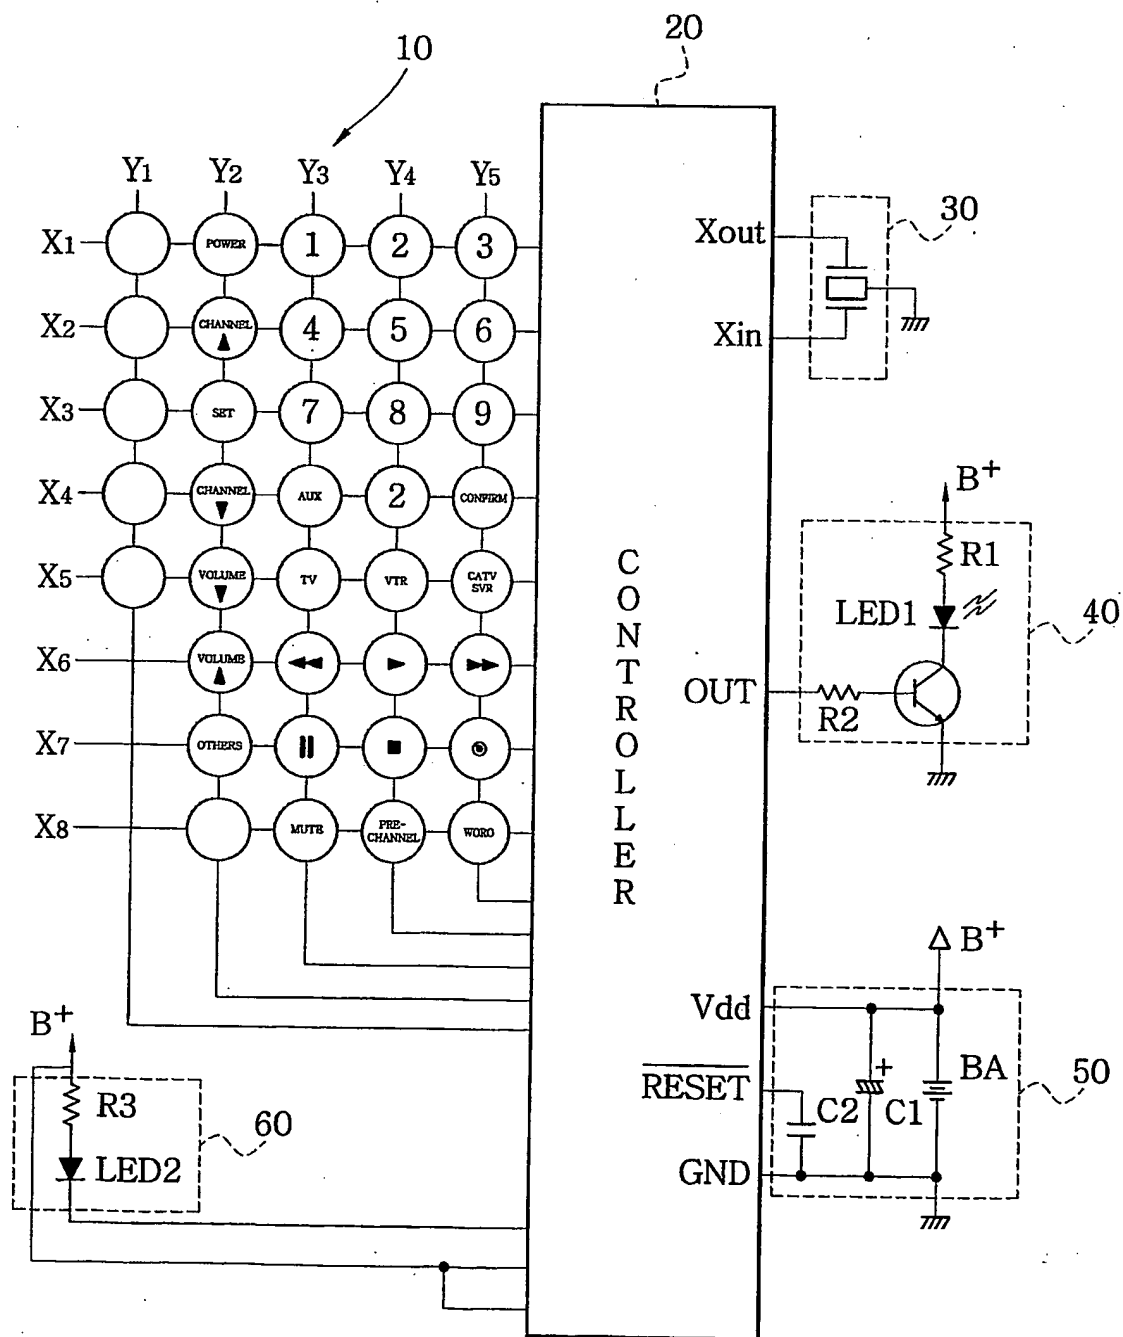 20
10
Y1 Y2 Y3 Y4 Y5
X1 POWER 1 2 3
Xout 30
X2 CHANNEL 4 5 6
Xin
X3 SET 7 8 9
X4 CHANNEL AUX 2 CONFIRM
B+
X5 VOLUME TV VTR CATV
SVR
CONTROLLER
R1
LED1
40
X6 VOLUME
OUT
R2
X7 OTHERS
X8 MUTE PRE-
CHANNEL WORO
B+
Vdd
B+
RESET
+
C2 C1 BA 50
R3
60
LED2
GND